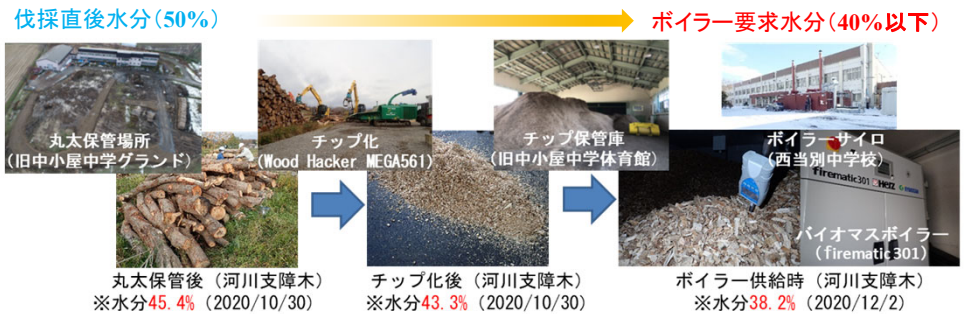 伐採直後水分（50%）
ボイラー要求水分（40%以下）
丸太保管場所
（旧中小屋中学グランド）
チップ化
（Wood Hacker MEGA561）
チップ保管庫
（旧中小屋中学体育館）
ボイラーサイロ
（西当別中学校）
firematic301
HERZ
バイオマスボイラー
（firematic301）
丸太保管後（河川支障木）
※水分45.4%（2020/10/30）
チップ化後（河川支障木）
※水分43.3%（2020/10/30）
ボイラー供給時（河川支障木）
※水分38.2%（2020/12/2）